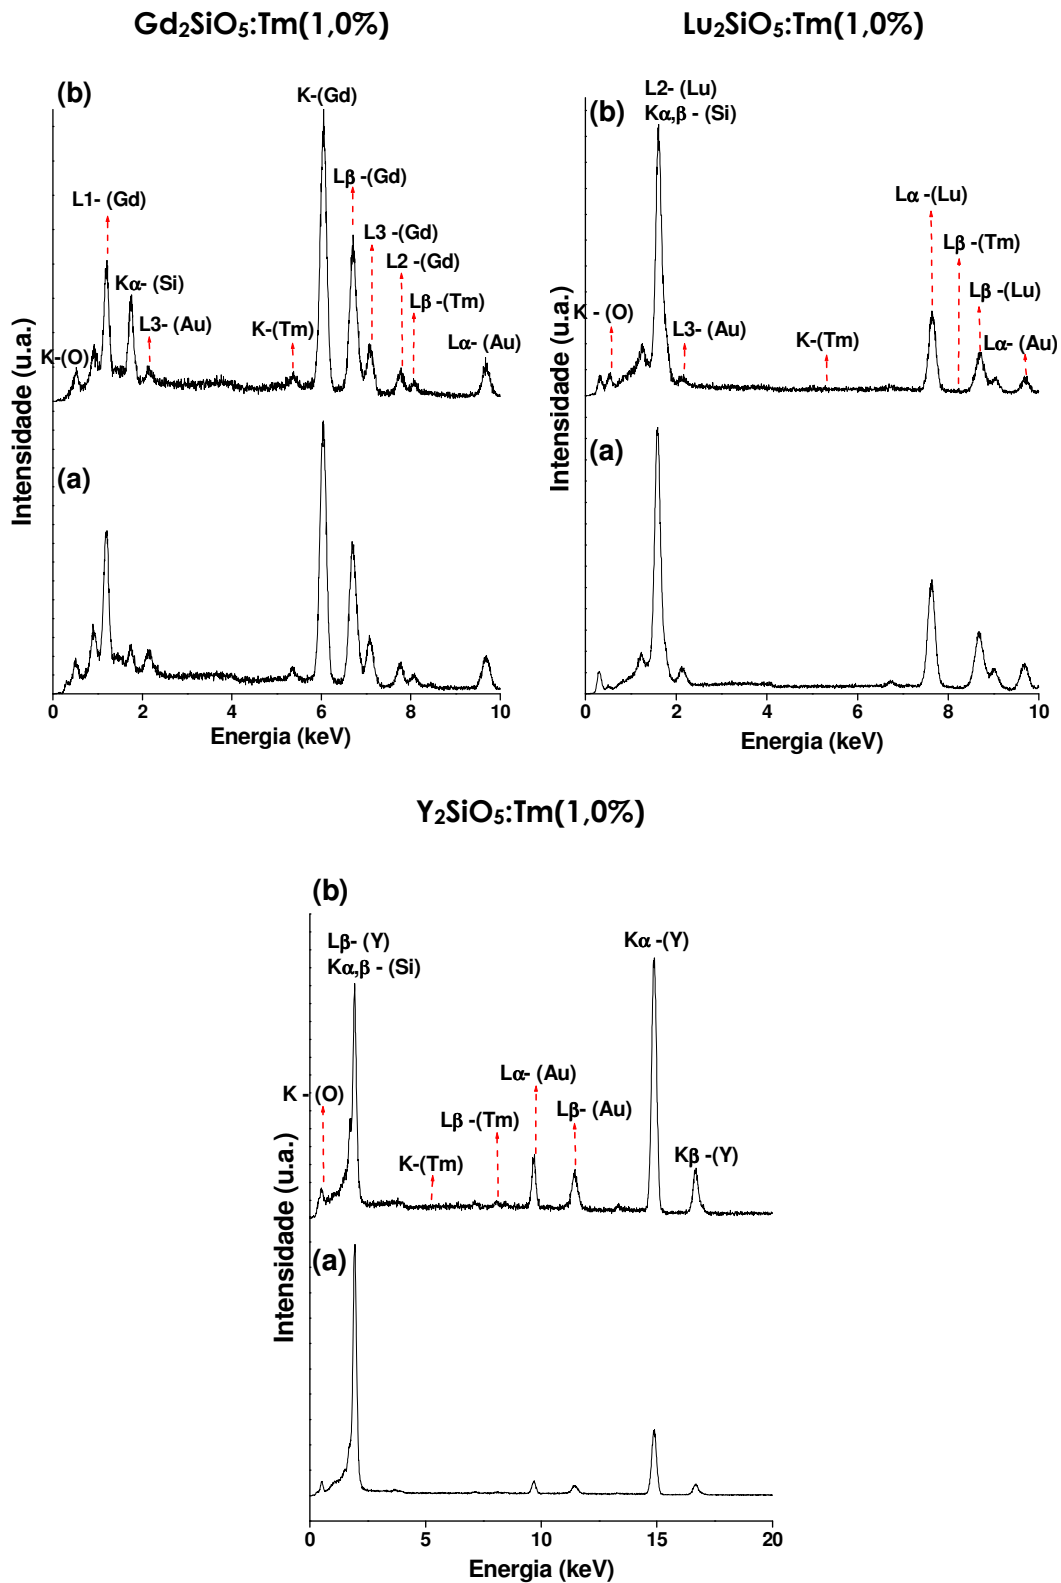 Gd₂SiO₅:Tm(1,0%)
(b)
K-(Gd)
Lβ -(Gd)
L1- (Gd)
L3 -(Gd)
L2 -(Gd)
Kα- (Si)
Lβ -(Tm)
L3- (Au)
K-(Tm)
Lα- (Au)
K-(O)
(a)
Intensidade (u.a.)
0 2 4 6 8 10
Energia (keV)
Lu₂SiO₅:Tm(1,0%)
(b)
L2- (Lu)
Kα,β - (Si)
Lα -(Lu)
Lβ -(Tm)
Lβ -(Lu)
K - (O)
L3- (Au)
K-(Tm)
Lα- (Au)
(a)
Intensidade (u.a.)
0 2 4 6 8 10
Energia (keV)
Y₂SiO₅:Tm(1,0%)
(b)
Lβ- (Y)
Kα,β - (Si)
Kα -(Y)
Lα- (Au)
K - (O)
Lβ -(Tm)
Lβ- (Au)
K-(Tm)
Kβ -(Y)
(a)
Intensidade (u.a.)
0 5 10 15 20
Energia (keV)